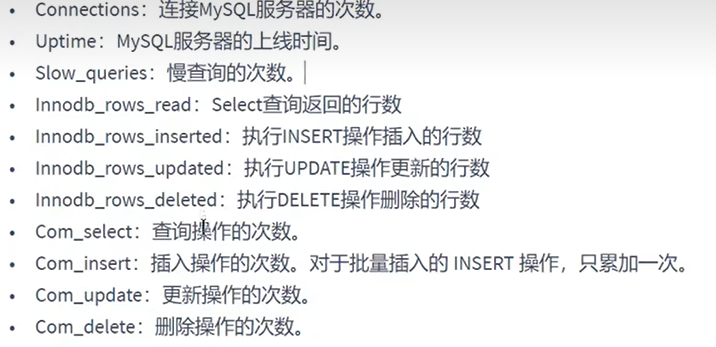 • Connections：连接MySQL服务器的次数。
• Uptime：MySQL服务器的上线时间。
• Slow_queries：慢查询的次数。
• Innodb_rows_read：Select查询返回的行数
• Innodb_rows_inserted：执行INSERT操作插入的行数
• Innodb_rows_updated：执行UPDATE操作更新的行数
• Innodb_rows_deleted：执行DELETE操作删除的行数
• Com_select：查询操作的次数。
• Com_insert：插入操作的次数。对于批量插入的 INSERT 操作，只累加一次。
• Com_update：更新操作的次数。
• Com_delete：删除操作的次数。